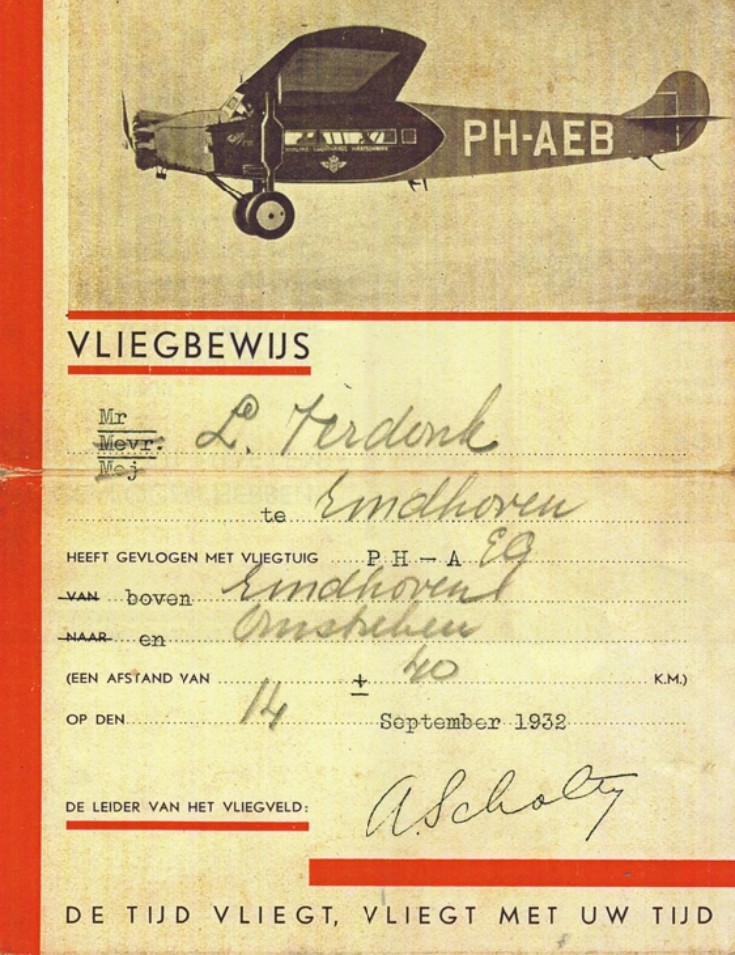 PH-AEB
VLIEGBEWIJS
Mr
Mevr.
Mej
L. Verdonk
te Eindhoven
HEEFT GEVLOGEN MET VLIEGTUIG PH-A
VAN boven Eindhoven
NAAR en Omstreken
(EEN AFSTAND VAN ± 40 K.M.)
OP DEN 14 September 1932
DE LEIDER VAN HET VLIEGVELD: A. Scholtz
DE TIJD VLIEGT, VLIEGT MET UW TIJD